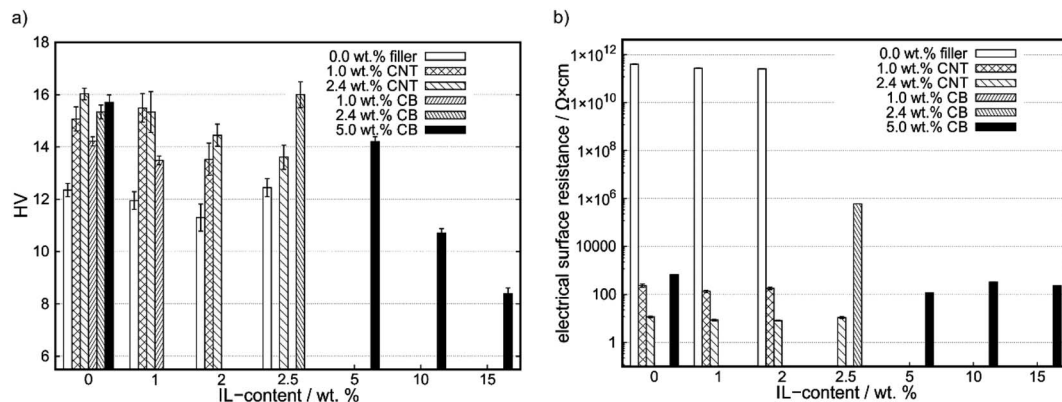 a)
18
16
14
12
10
8
6
HV
0.0 wt.% filler
1.0 wt.% CNT
2.4 wt.% CNT
1.0 wt.% CB
2.4 wt.% CB
5.0 wt.% CB
0 1 2 2.5 5 10 15
IL−content / wt. %
b)
1×10¹²
1×10¹⁰
1×10⁸
1×10⁶
10000
100
1
electrical surface resistance / Ω×cm
0.0 wt.% filler
1.0 wt.% CNT
2.4 wt.% CNT
1.0 wt.% CB
2.4 wt.% CB
5.0 wt.% CB
0 1 2 2.5 5 10 15
IL−content / wt. %